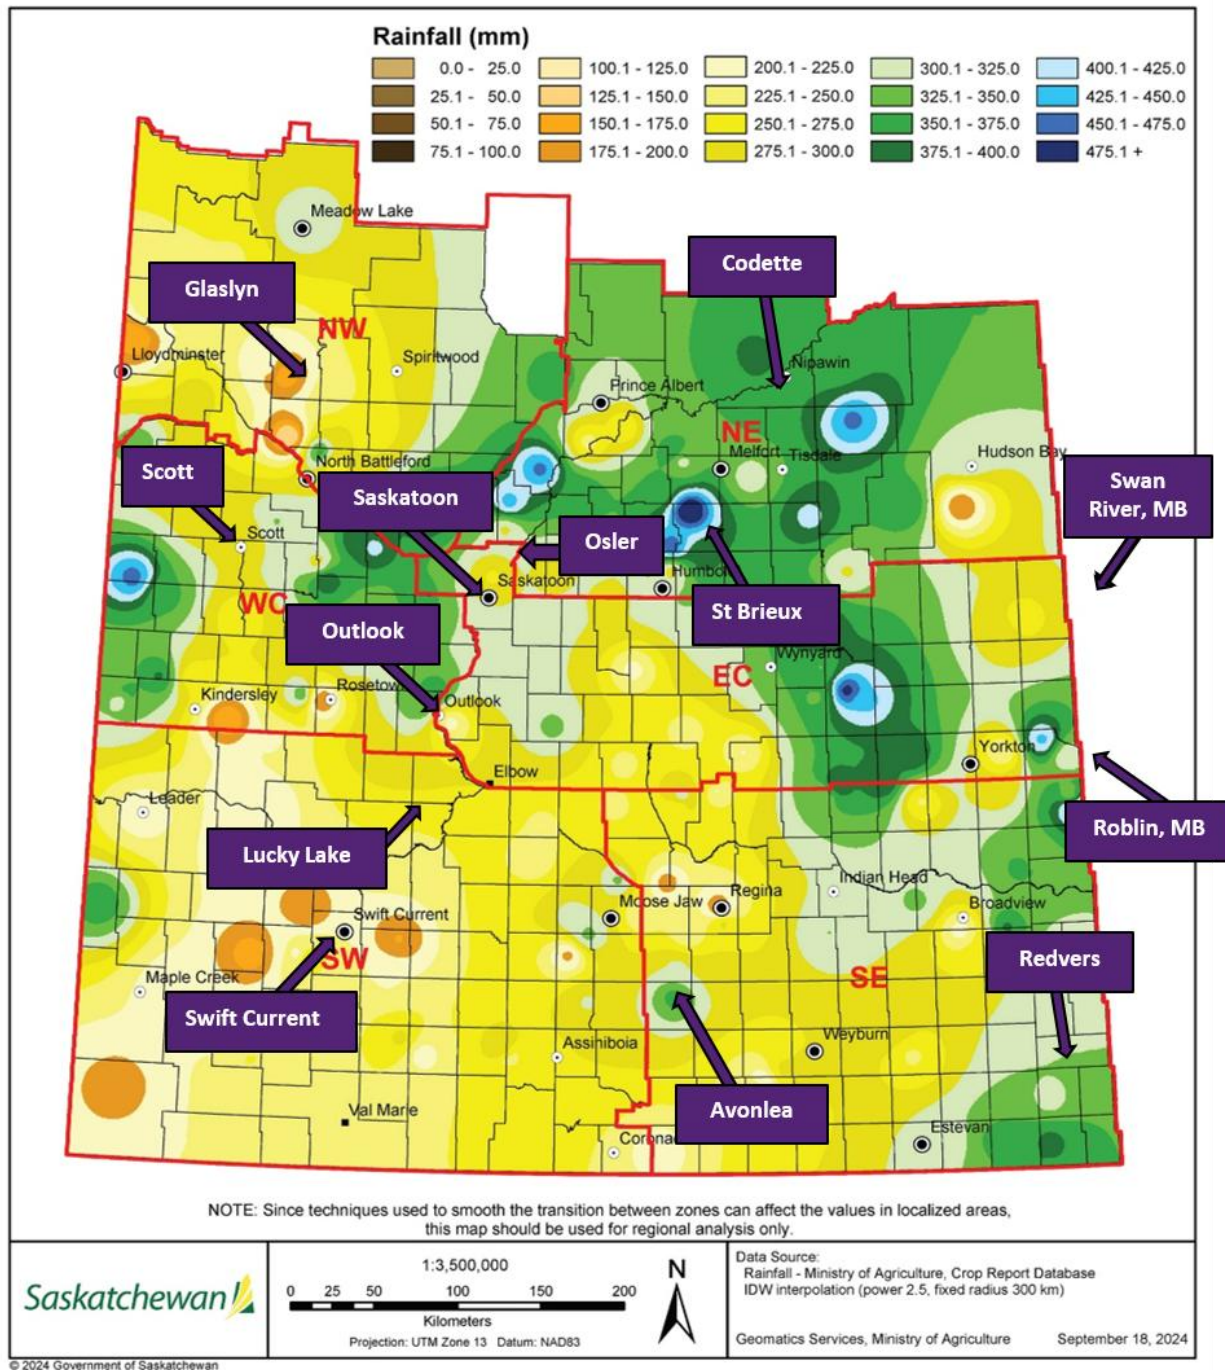 Rainfall (mm)
0.0 - 25.0
25.1 - 50.0
50.1 - 75.0
75.1 - 100.0
100.1 - 125.0
125.1 - 150.0
150.1 - 175.0
175.1 - 200.0
200.1 - 225.0
225.1 - 250.0
250.1 - 275.0
275.1 - 300.0
300.1 - 325.0
325.1 - 350.0
350.1 - 375.0
375.1 - 400.0
400.1 - 425.0
425.1 - 450.0
450.1 - 475.0
475.1 +
Meadow Lake
Codette
Glaslyn
NW
Lloydminster
Spiritwood
Nipawin
Prince Albert
NE
Melfort
Tisdale
Hudson Bay
North Battleford
Scott
Saskatoon
Swan
River, MB
Scott
Osler
Saskatoon
Humbol
WC
St Brieux
Outlook
Wynyard
EC
Kindersley
Rosetow
Outlook
Yorkton
Elbow
Leader
Roblin, MB
Lucky Lake
Indian Head
Regina
Moose Jaw
Broadview
Swift Current
SW
Redvers
Maple Creek
SE
Swift Current
Weyburn
Assiniboia
Avonlea
Val Marie
Estevan
Corona
NOTE: Since techniques used to smooth the transition between zones can affect the values in localized areas,
this map should be used for regional analysis only.
Saskatchewan
1:3,500,000
0 25 50 100 150 200
Kilometers
Projection: UTM Zone 13 Datum: NAD83
N
Data Source:
Rainfall - Ministry of Agriculture, Crop Report Database
IDW interpolation (power 2.5, fixed radius 300 km)
Geomatics Services, Ministry of Agriculture September 18, 2024
© 2024 Government of Saskatchewan